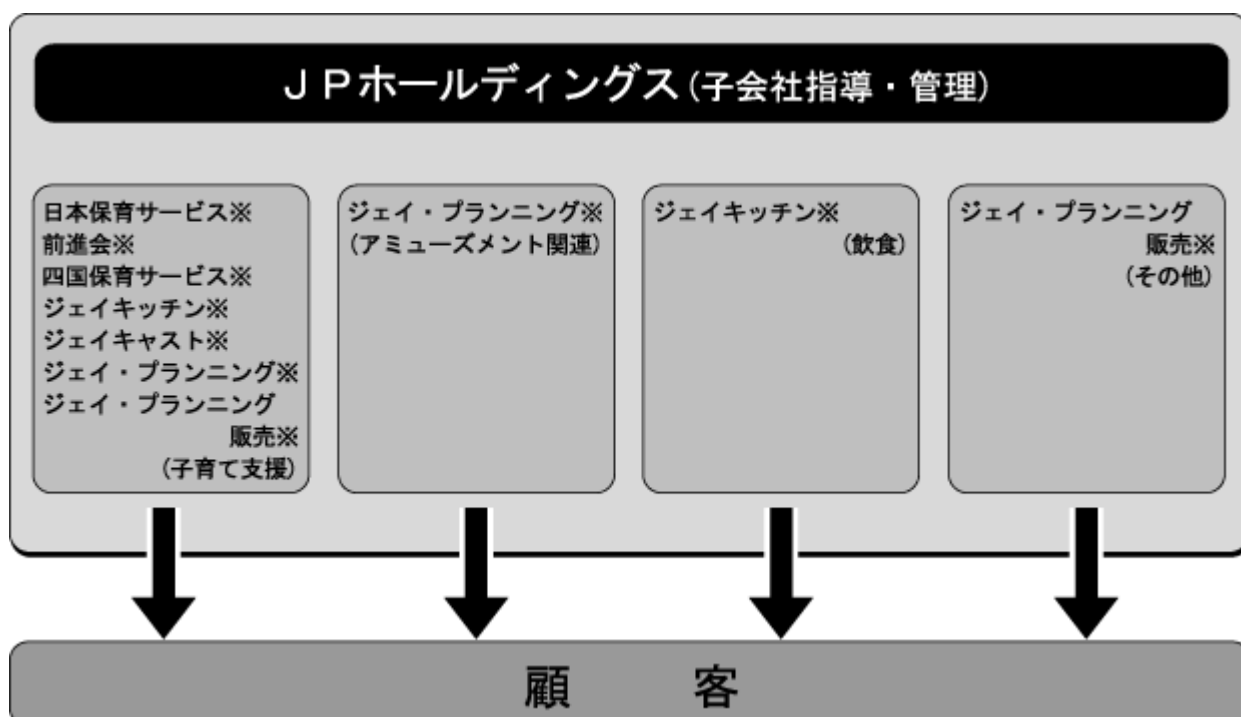 JPホールディングス(子会社指導・管理)
日本保育サービス※
前進会※
四国保育サービス※
ジェイキッチン※
ジェイキャスト※
ジェイ・プランニング※
ジェイ・プランニング
販売※
(子育て支援)
ジェイ・プランニング※
(アミューズメント関連)
ジェイキッチン※
(飲食)
ジェイ・プランニング
販売※
(その他)
顧 客